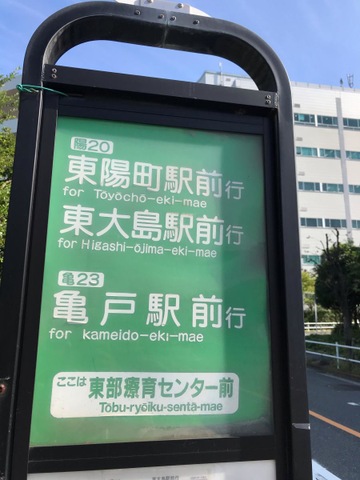 陽20
東陽町駅前行
for Tōyōchō-eki-mae
東大島駅前行
for Higashi-ōjima-eki-mae
亀23
亀戸駅前行
for kameido-eki-mae
ここは 東部療育センター前
Tōbu-ryōiku-sentā-mae